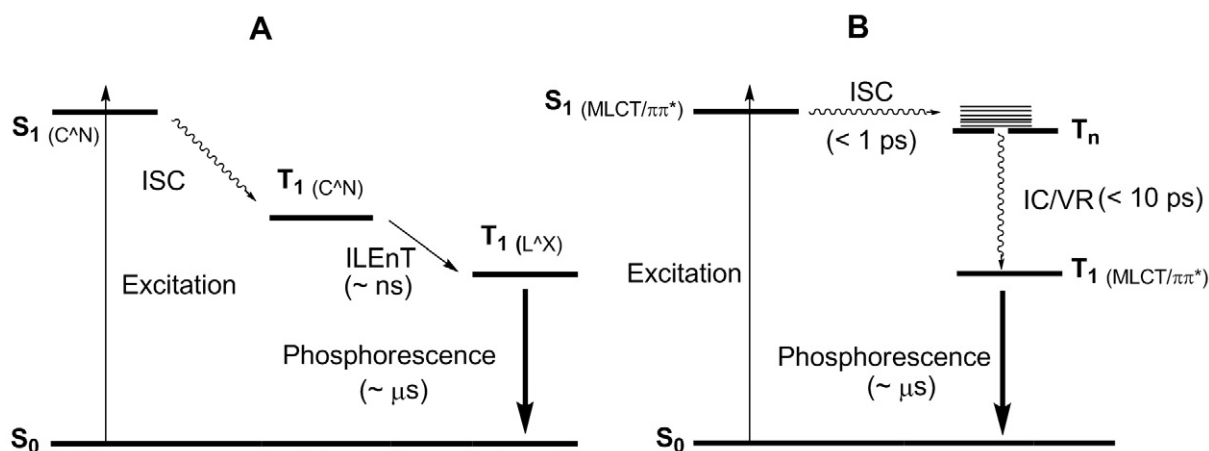 A
S1 (C^N)
ISC
T1 (C^N)
ILEnT
(~ ns)
T1 (L^X)
Excitation
Phosphorescence
(~ μs)
S0
B
S1 (MLCT/ππ*)
ISC
(< 1 ps)
Tn
IC/VR (< 10 ps)
T1 (MLCT/ππ*)
Excitation
Phosphorescence
(~ μs)
S0